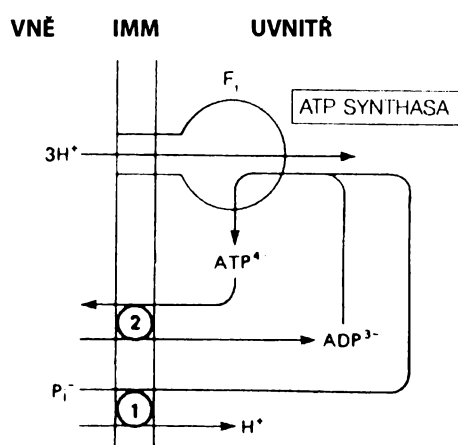 VNĚ IMM UVNITŘ
F₁
ATP SYNTHASA
3H⁺
ATP⁴⁻
2
ADP³⁻
Pᵢ⁻
1
H⁺